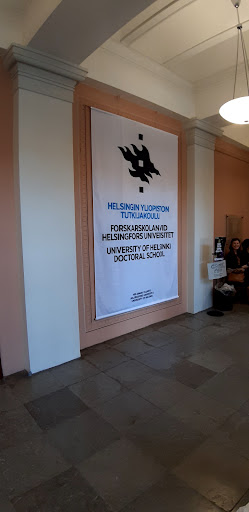 HELSINGIN YLIOPISTON
TUTKIJAKOULU
FORSKARSKOLAN VID
HELSINGFORS UNIVERSITET
UNIVERSITY OF HELSINKI
DOCTORAL SCHOOL